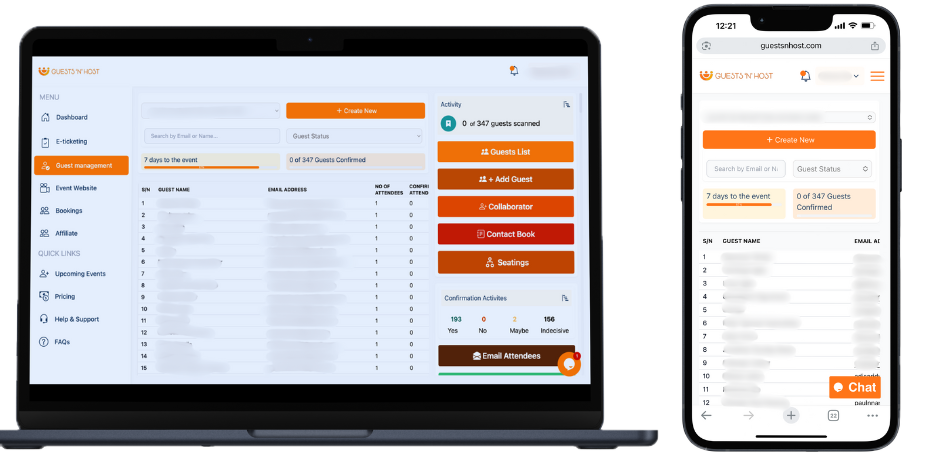 GUESTS 'N' HOST
MENU
Dashboard
E-ticketing
Guest management
Event Website
Bookings
Affiliate
QUICK LINKS
Upcoming Events
Pricing
Help & Support
FAQs
+ Create New
Search by Email or Name...
Guest Status
7 days to the event
0 of 347 Guests Confirmed
S/N GUEST NAME EMAIL ADDRESS NO OF ATTENDEES CONFIRM ATTEND
1 1 0
2 1 0
3 1 0
4 1 0
5 1 0
6 1 0
7 1 0
8 1 0
9 1 0
10 1 0
11 1 0
12 1 0
13 1 0
14 1 0
15 1 0
Activity
0 of 347 guests scanned
Guests List
+ Add Guest
Collaborator
Contact Book
Seatings
Confirmation Activites
193 0 2 156
Yes No Maybe Indecisive
Email Attendees
1
12:21
guestsnhost.com
GUESTS 'N' HOST
+ Create New
Search by Email or N
Guest Status
7 days to the event
0 of 347 Guests
Confirmed
S/N GUEST NAME EMAIL AD
1
2
3
4
5
6
7
8
9
10
11
12
Chat
22